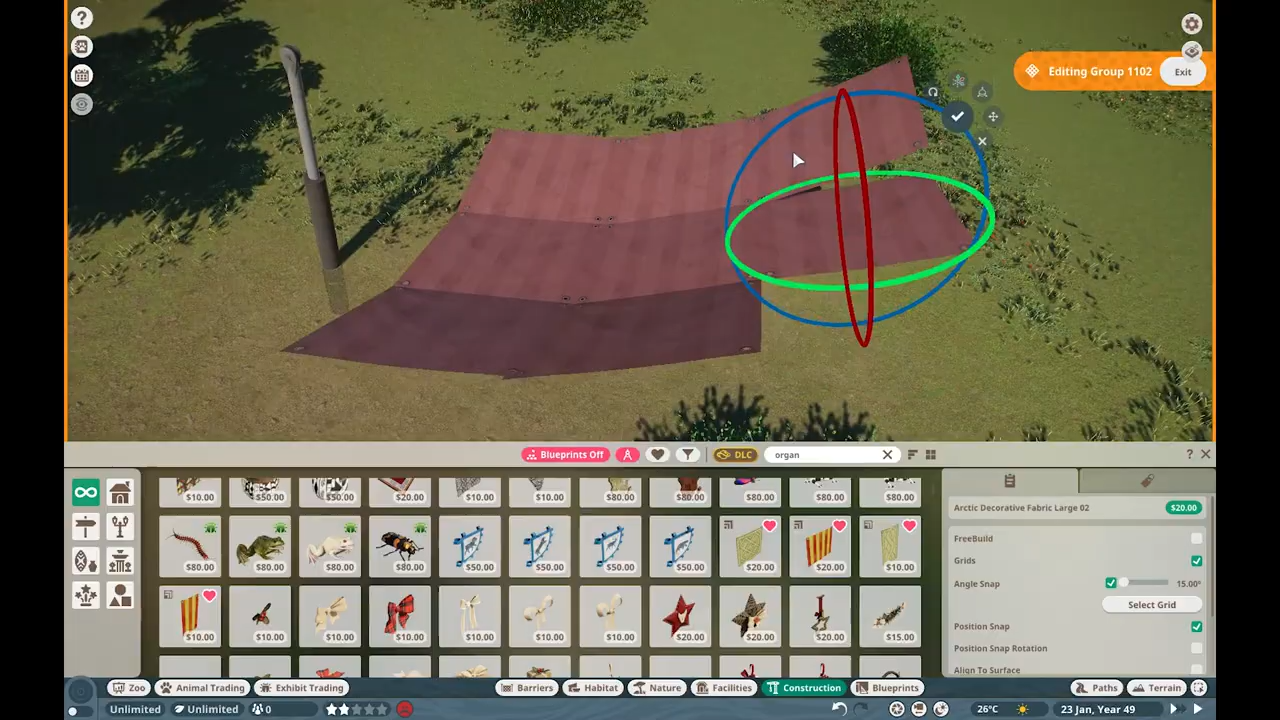 ?
Editing Group 1102
Exit
Blueprints Off
DLC
organ
?
$10.00
$50.00
$50.00
$20.00
$10.00
$10.00
$80.00
$80.00
$80.00
$80.00
$80.00
Arctic Decorative Fabric Large 02
$20.00
FreeBuild
Grids
$80.00
$80.00
$80.00
$80.00
$50.00
$50.00
$50.00
$50.00
$20.00
$20.00
$10.00
Angle Snap
15.00°
Select Grid
Position Snap
$10.00
$10.00
$10.00
$10.00
$10.00
$10.00
$10.00
$20.00
$20.00
$20.00
$15.00
Position Snap Rotation
Align To Surface
Zoo
Animal Trading
Exhibit Trading
Barriers
Habitat
Nature
Facilities
Construction
Blueprints
Paths
Terrain
Unlimited
Unlimited
0
26°C
23 Jan, Year 49